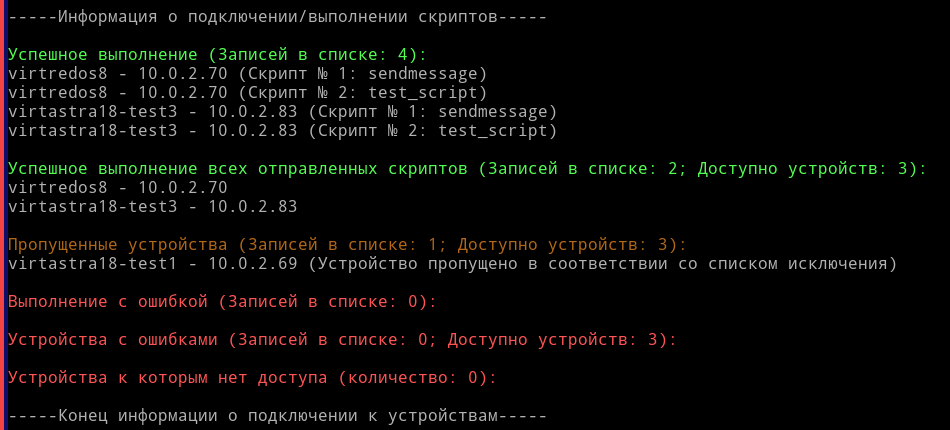 -----Информация о подключении/выполнении скриптов-----
Успешное выполнение (Записей в списке: 4):
virtredos8 - 10.0.2.70 (Скрипт № 1: sendmessage)
virtredos8 - 10.0.2.70 (Скрипт № 2: test_script)
virtastra18-test3 - 10.0.2.83 (Скрипт № 1: sendmessage)
virtastra18-test3 - 10.0.2.83 (Скрипт № 2: test_script)
Успешное выполнение всех отправленных скриптов (Записей в списке: 2; Доступно устройств: 3):
virtredos8 - 10.0.2.70
virtastra18-test3 - 10.0.2.83
Пропущенные устройства (Записей в списке: 1; Доступно устройств: 3):
virtastra18-test1 - 10.0.2.69 (Устройство пропущено в соответствии со списком исключения)
Выполнение с ошибкой (Записей в списке: 0):
Устройства с ошибками (Записей в списке: 0; Доступно устройств: 3):
Устройства к которым нет доступа (количество: 0):
-----Конец информации о подключении к устройствам-----